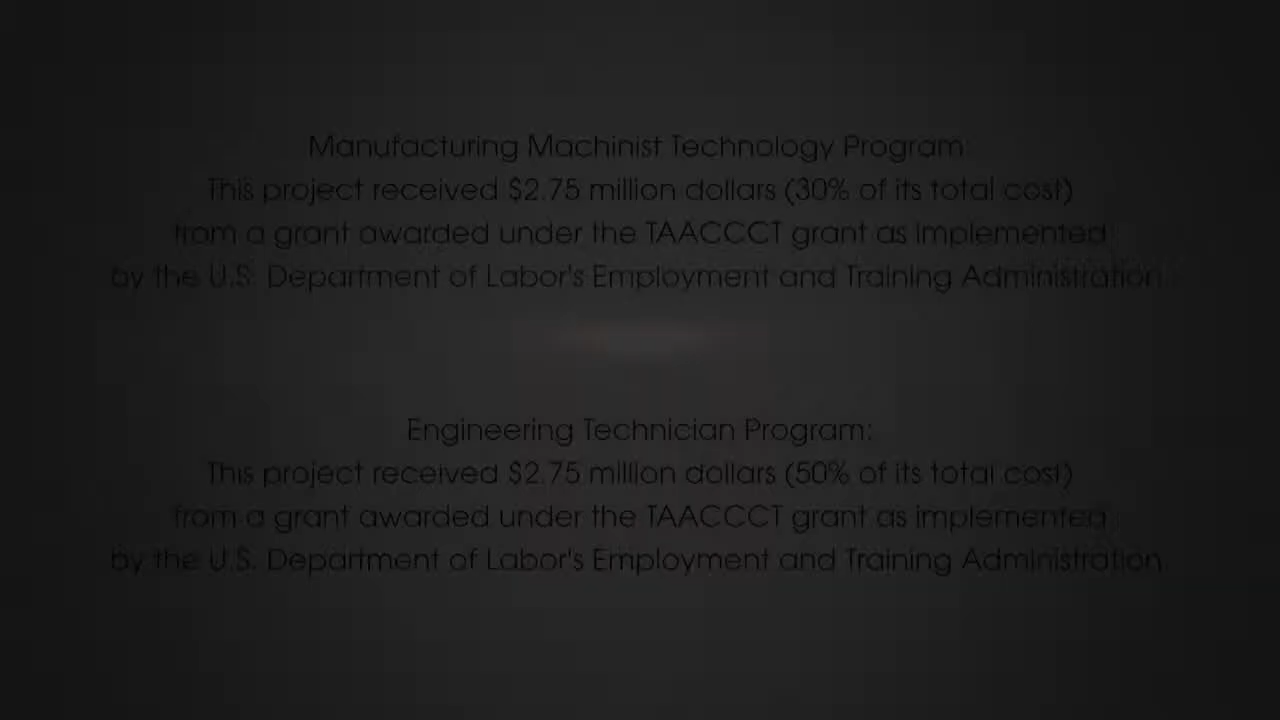 Manufacturing Machinist Technology Program:
This project received $2.75 million dollars (30% of its total cost)
from a grant awarded under the TAACCCT grant as implemented
by the U.S. Department of Labor's Employment and Training Administration.
Engineering Technician Program:
This project received $2.75 million dollars (50% of its total cost)
from a grant awarded under the TAACCCT grant as implemented
by the U.S. Department of Labor's Employment and Training Administration.